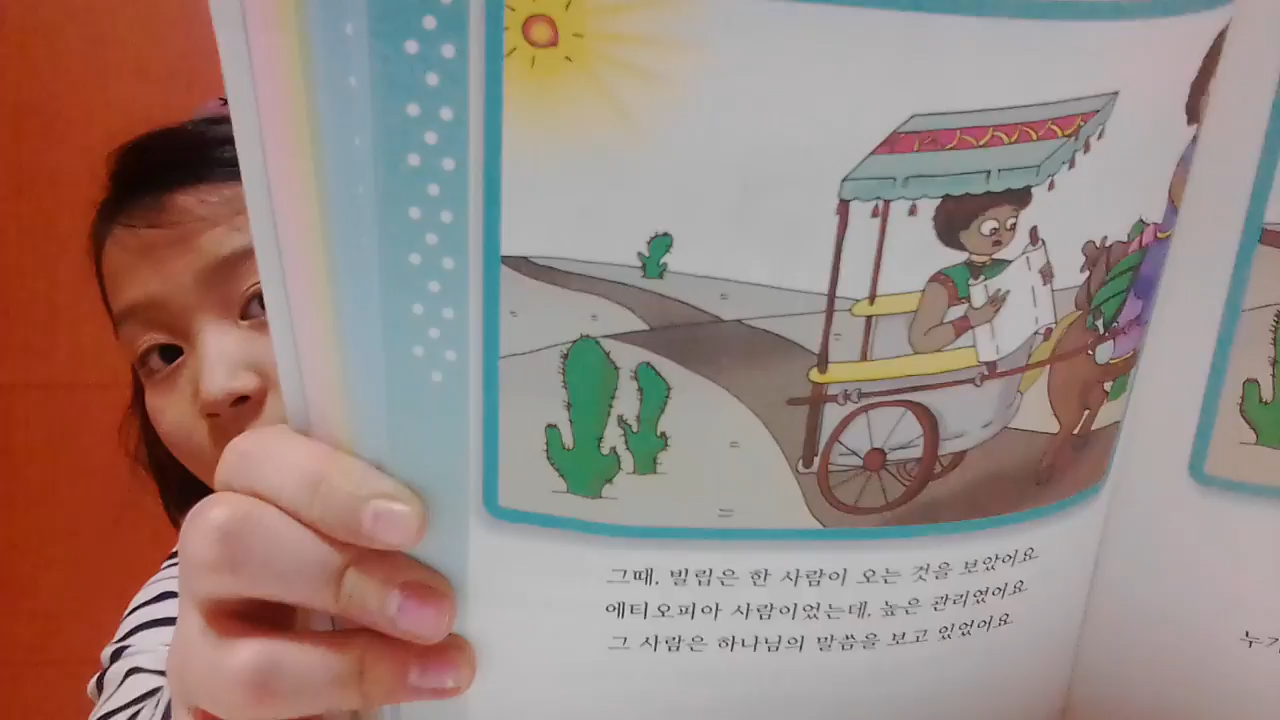 그때, 빌립은 한 사람이 오는 것을 보았어요
에티오피아 사람이었는데, 높은 관리였어요
그 사람은 하나님의 말씀을 보고 있었어요